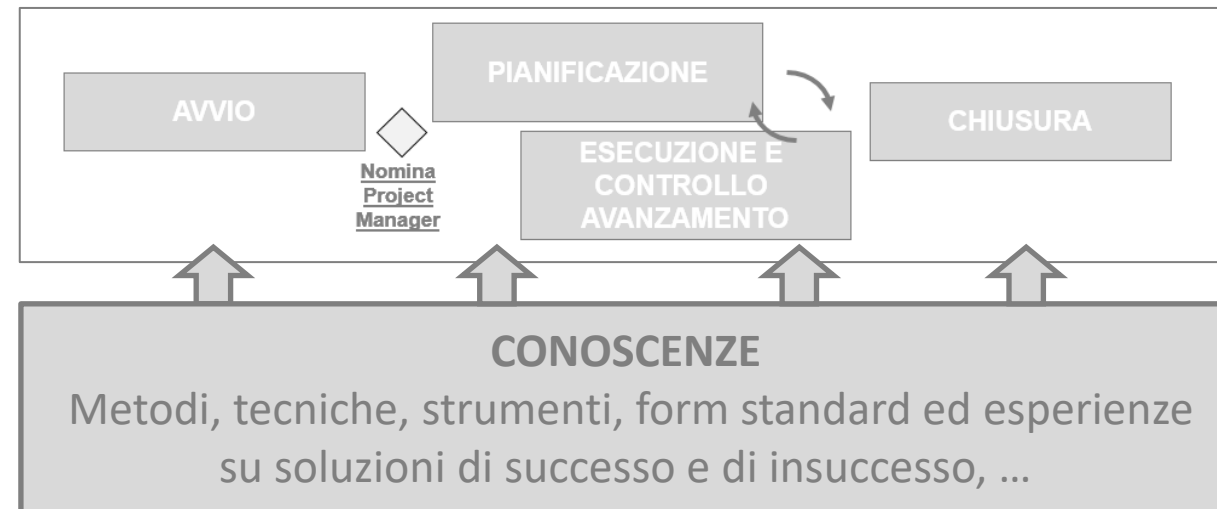 AVVIO
Nomina
Project
Manager
PIANIFICAZIONE
ESECUZIONE E
CONTROLLO
AVANZAMENTO
CHIUSURA
CONOSCENZE
Metodi, tecniche, strumenti, form standard ed esperienze
su soluzioni di successo e di insuccesso, …